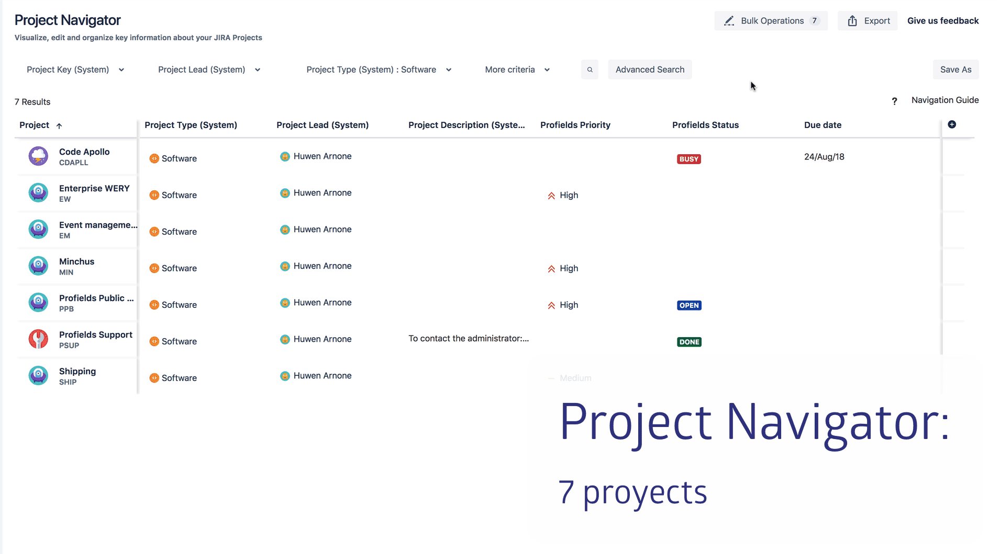 Project Navigator
Bulk Operations 7
Export
Give us feedback
Visualize, edit and organize key information about your JIRA Projects
Project Key (System)
Project Lead (System)
Project Type (System) : Software
More criteria
Advanced Search
Save As
7 Results
? Navigation Guide
Project Project Type (System) Project Lead (System) Project Description (Syste... Profields Priority Profields Status Due date
Code Apollo
CDAPLL
Software
Huwen Arnone
BUSY
24/Aug/18
Enterprise WERY
EW
Software
Huwen Arnone
High
Event manageme...
EM
Software
Huwen Arnone
Minchus
MIN
Software
Huwen Arnone
High
Profields Public ...
PPB
Software
Huwen Arnone
High
OPEN
Profields Support
PSUP
Software
Huwen Arnone
To contact the administrator:...
DONE
Shipping
SHIP
Software
Huwen Arnone
Medium
Project Navigator:
7 proyects